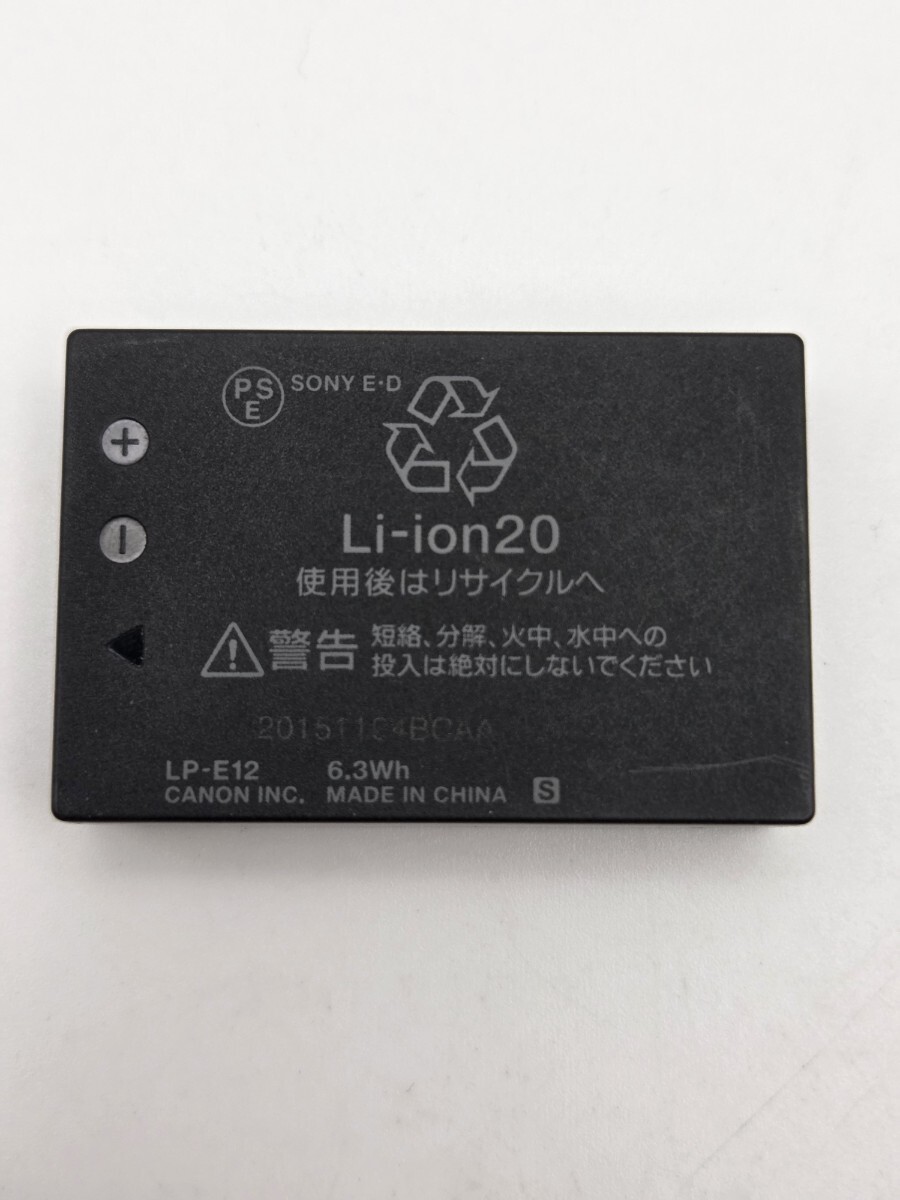 PSE SONY E・D
Li-ion20
使用後はリサイクルへ
警告 短絡、分解、火中、水中への
投入は絶対にしないでください
LP-E12 6.3Wh
CANON INC. MADE IN CHINA S